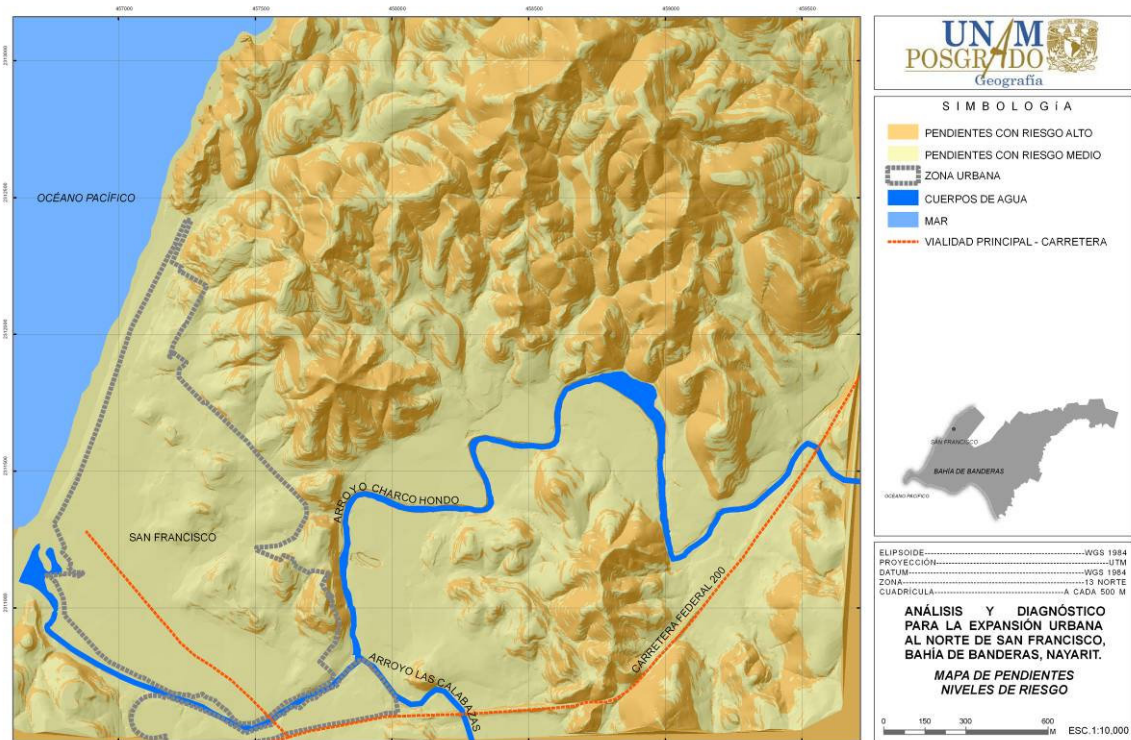 457000 457500 458000 458500 459000 459500
OCÉANO PACÍFICO
SAN FRANCISCO
ARROYO CHARCO HONDO
ARROYO LAS CALABAZAS
CARRETERA FEDERAL 200
UNAM
POSGRADO
Geografía
SIMBOLOGíA
PENDIENTES CON RIESGO ALTO
PENDIENTES CON RIESGO MEDIO
ZONA URBANA
CUERPOS DE AGUA
MAR
VIALIDAD PRINCIPAL - CARRETERA
SAN FRANCISCO
BAHÍA DE BANDERAS
OCÉANO PACÍFICO
ELIPSOIDE WGS 1984
PROYECCIÓN UTM
DATUM WGS 1984
ZONA 13 NORTE
CUADRÍCULA A CADA 500 M
ANÁLISIS Y DIAGNÓSTICO
PARA LA EXPANSIÓN URBANA
AL NORTE DE SAN FRANCISCO,
BAHÍA DE BANDERAS, NAYARIT.
MAPA DE PENDIENTES
NIVELES DE RIESGO
0 150 300 600
M ESC.1:10,000